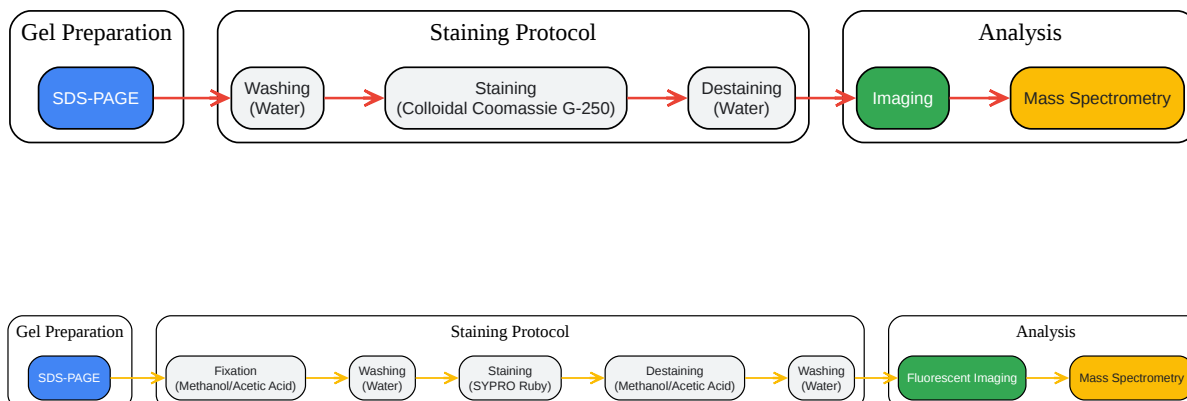 Gel Preparation
Staining Protocol
Analysis
SDS-PAGE
Washing
(Water)
Staining
(Colloidal Coomassie G-250)
Destaining
(Water)
Imaging
Mass Spectrometry
Gel Preparation
Staining Protocol
Analysis
SDS-PAGE
Fixation
(Methanol/Acetic Acid)
Washing
(Water)
Staining
(SYPRO Ruby)
Destaining
(Methanol/Acetic Acid)
Washing
(Water)
Fluorescent Imaging
Mass Spectrometry